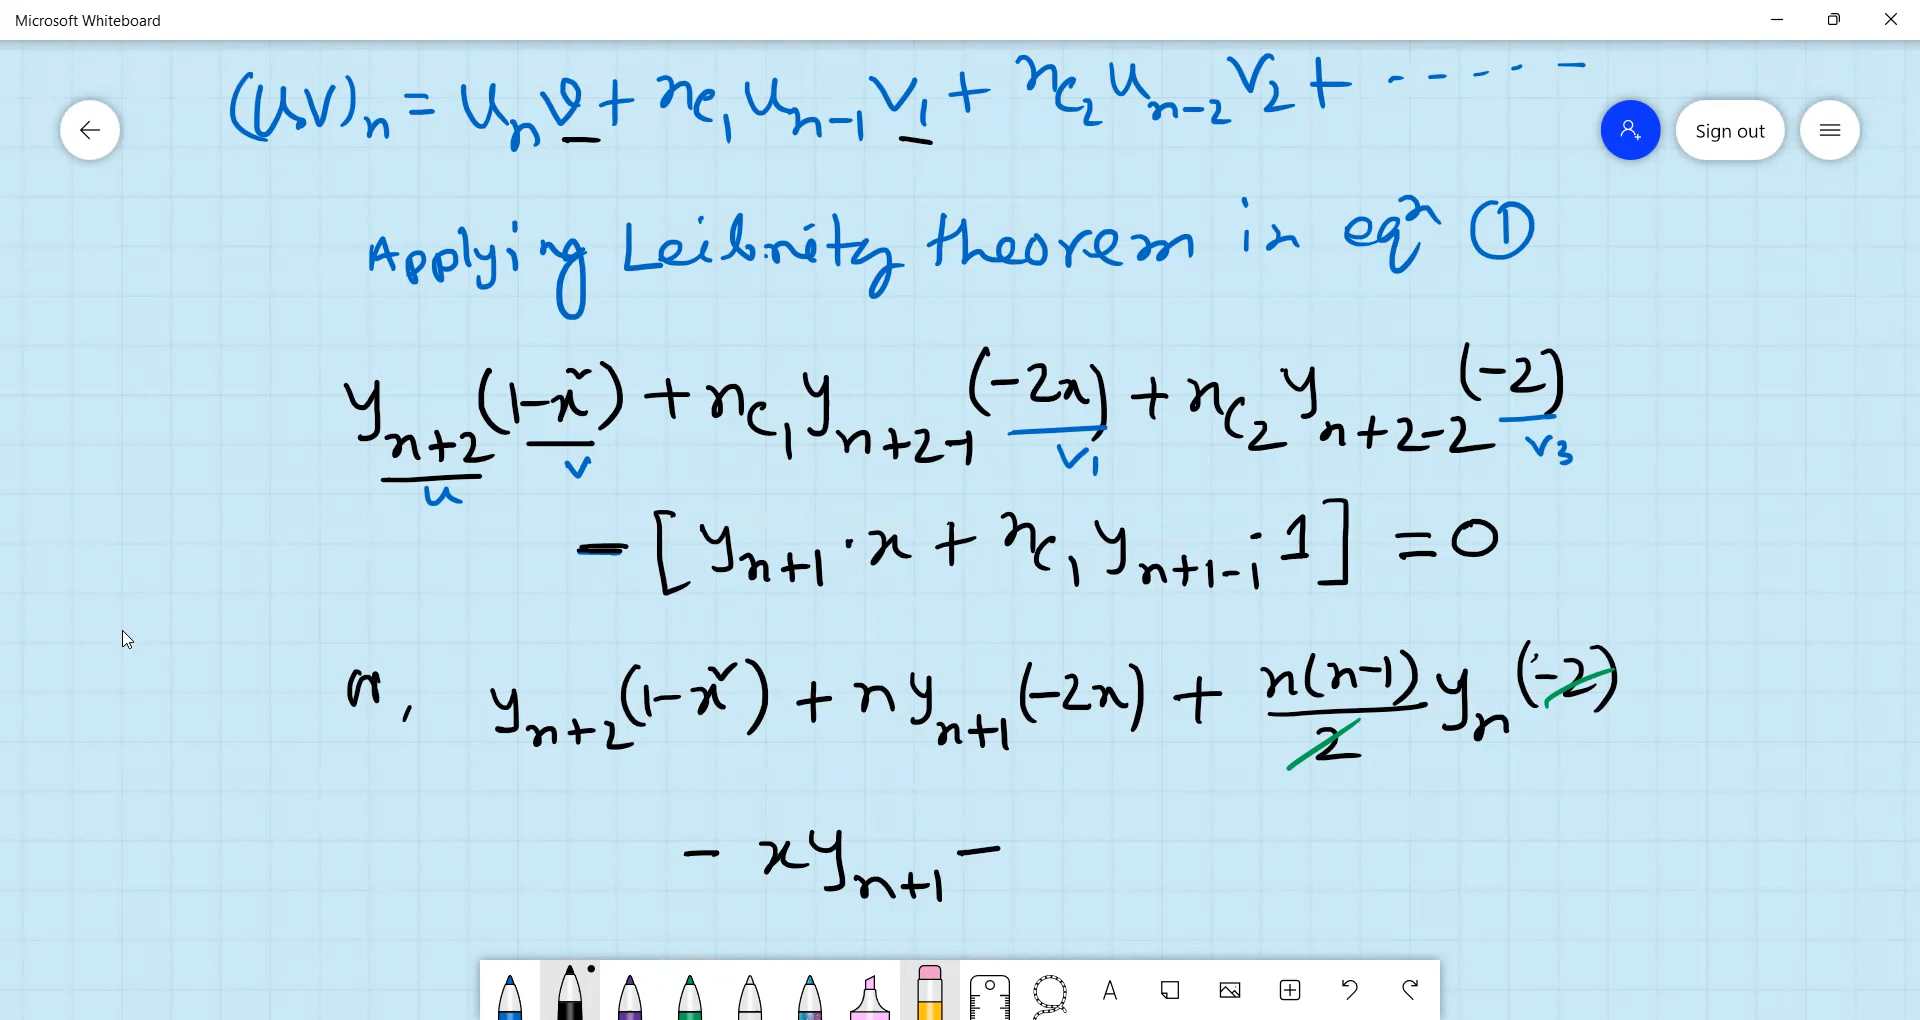 Microsoft Whiteboard
(uv)ₙ = uₙ v + nc₁ uₙ₋₁ v₁ + nc₂ uₙ₋₂ v₂ + ------
Sign out
Applying Leibnitz theorem in eqⁿ ①
yₙ₊₂ (1-x²) + nc₁ yₙ₊₂₋₁ (-2x) + nc₂ yₙ₊₂₋₂ (-2)
u v v₁ v₃
- [yₙ₊₁ · x + nc₁ yₙ₊₁₋₁ · 1] = 0
or, yₙ₊₂ (1-x²) + n yₙ₊₁ (-2x) + n(n-1)/2 yₙ (-2)
- x yₙ₊₁ -
A